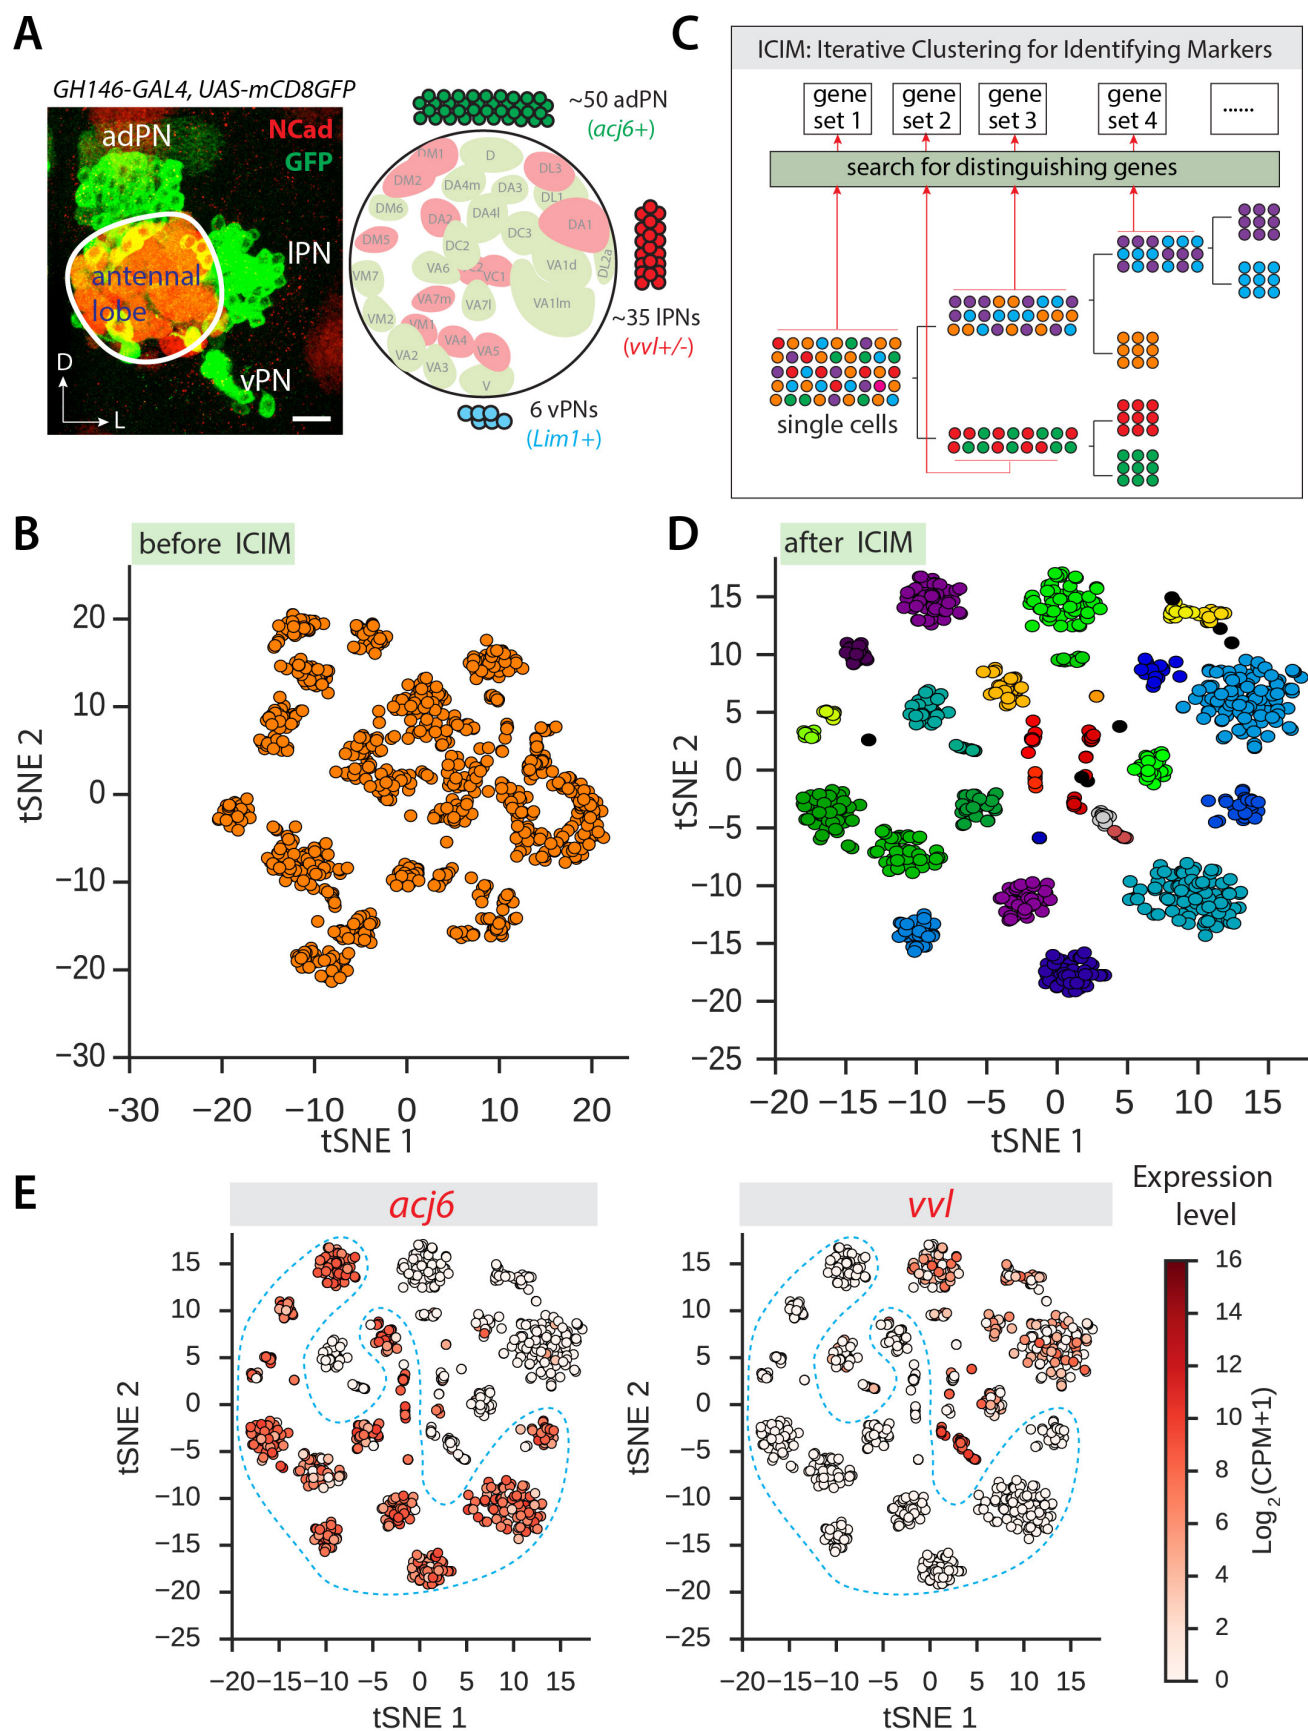 A
GH146-GAL4, UAS-mCD8GFP
adPN
NCad
GFP
lPN
antennal
lobe
vPN
D
L
~50 adPN
(acj6+)
DM1
D
DL3
DM2
DA4m
DA3
DL1
DM6
DA2
DA4l
DA1
DM5
DC2
DC3
DL2a
VM7
VA6
VC1
VA1d
VA7m
VA7l
VA1lm
VM2
VM1
VA4
VA2
VA3
VA5
V
~35 lPNs
(vvl+/-)
6 vPNs
(Lim1+)
C
ICIM: Iterative Clustering for Identifying Markers
gene
set 1
gene
set 2
gene
set 3
gene
set 4
......
search for distinguishing genes
single cells
B
before ICIM
20
10
0
−10
−20
−30
-30
−20
−10
0
10
20
tSNE 2
tSNE 1
D
after ICIM
15
10
5
0
−5
−10
−15
−20
−25
−20
−15
−10
−5
0
5
10
15
tSNE 2
tSNE 1
E
acj6
15
10
5
0
−5
−10
−15
−20
−25
−20
−15
−10
−5
0
5
10
15
tSNE 2
tSNE 1
vvl
15
10
5
0
−5
−10
−15
−20
−25
−20
−15
−10
−5
0
5
10
15
tSNE 2
tSNE 1
Expression
level
16
14
12
10
8
6
4
2
0
Log2(CPM+1)